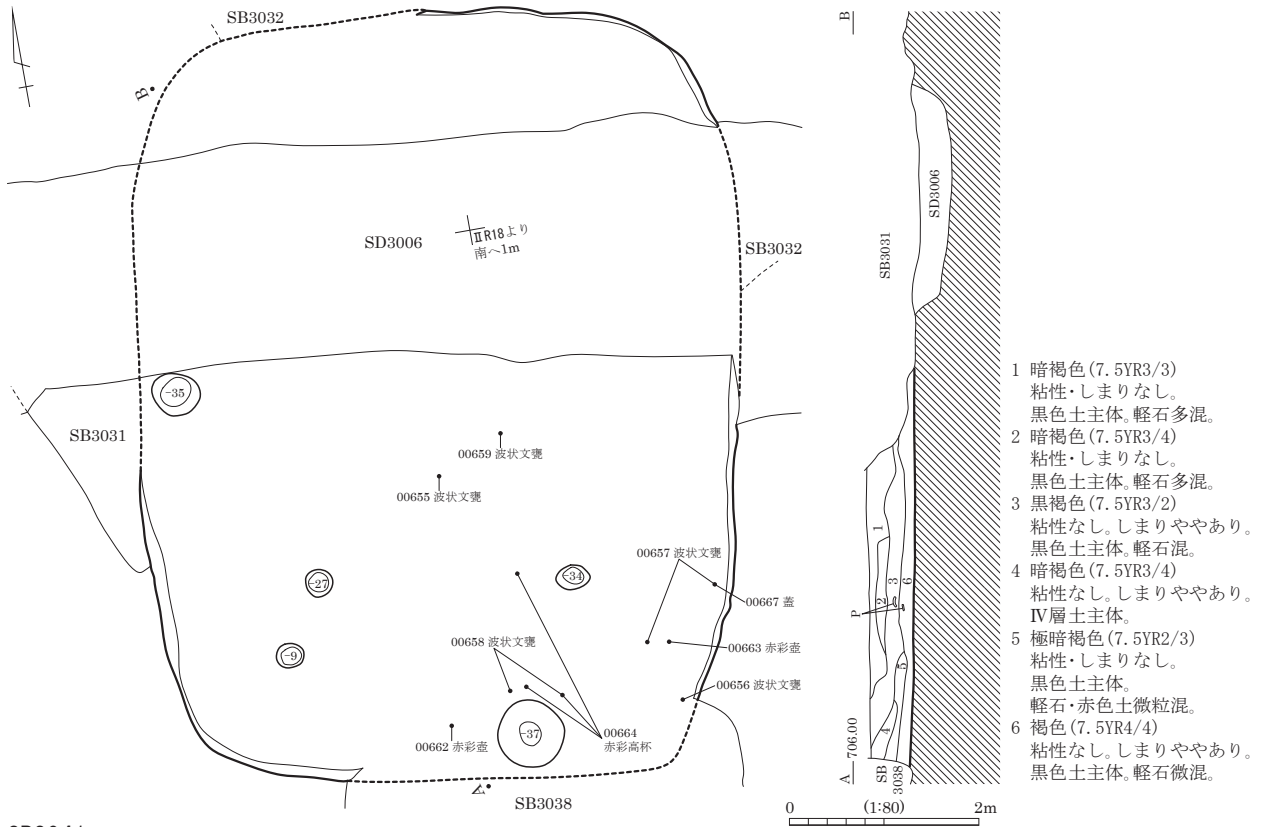 SB3032
B
SD3006
ⅡR18より
南へ1m
SB3032
-35
SB3031
00659 波状文甕
00655 波状文甕
00657 波状文甕
-27
-34
00667 蓋
00658 波状文甕
00663 赤彩壺
-9
00656 波状文甕
00662 赤彩壺
-37
00664
赤彩高杯
A
SB3038
B
SD3006
SB3031
1
2
3
6
P
5
4
A 706.00
SB
3038
0 (1:80) 2m
1 暗褐色(7.5YR3/3)
粘性・しまりなし。
黒色土主体。軽石多混。
2 暗褐色(7.5YR3/4)
粘性・しまりなし。
黒色土主体。軽石多混。
3 黒褐色(7.5YR3/2)
粘性なし。しまりややあり。
黒色土主体。軽石混。
4 暗褐色(7.5YR3/4)
粘性なし。しまりややあり。
Ⅳ層土主体。
5 極暗褐色(7.5YR2/3)
粘性・しまりなし。
黒色土主体。
軽石・赤色土微粒混。
6 褐色(7.5YR4/4)
粘性なし。しまりややあり。
黒色土主体。軽石微混。